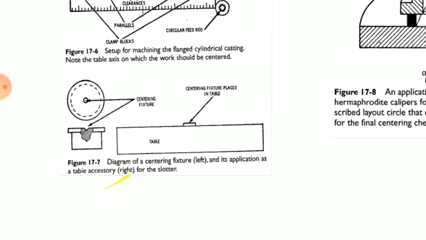 CLEARANCES
PARALLELS
CIRCULAR FEED ROD
CLAMP BLOCKS
Figure 17-6 Setup for machining the flanged cylindrical casting.
Note the table axis on which the work should be centered.
CENTERING
FIXTURE
CENTERING FIXTURE PLACED
IN TABLE
TABLE
Figure 17-7 Diagram of a centering fixture (left), and its application as
a table accessory (right) for the slotter.
Figure 17-8 An applicati
hermaphrodite calipers fo
scribed layout circle that
for the final centering che